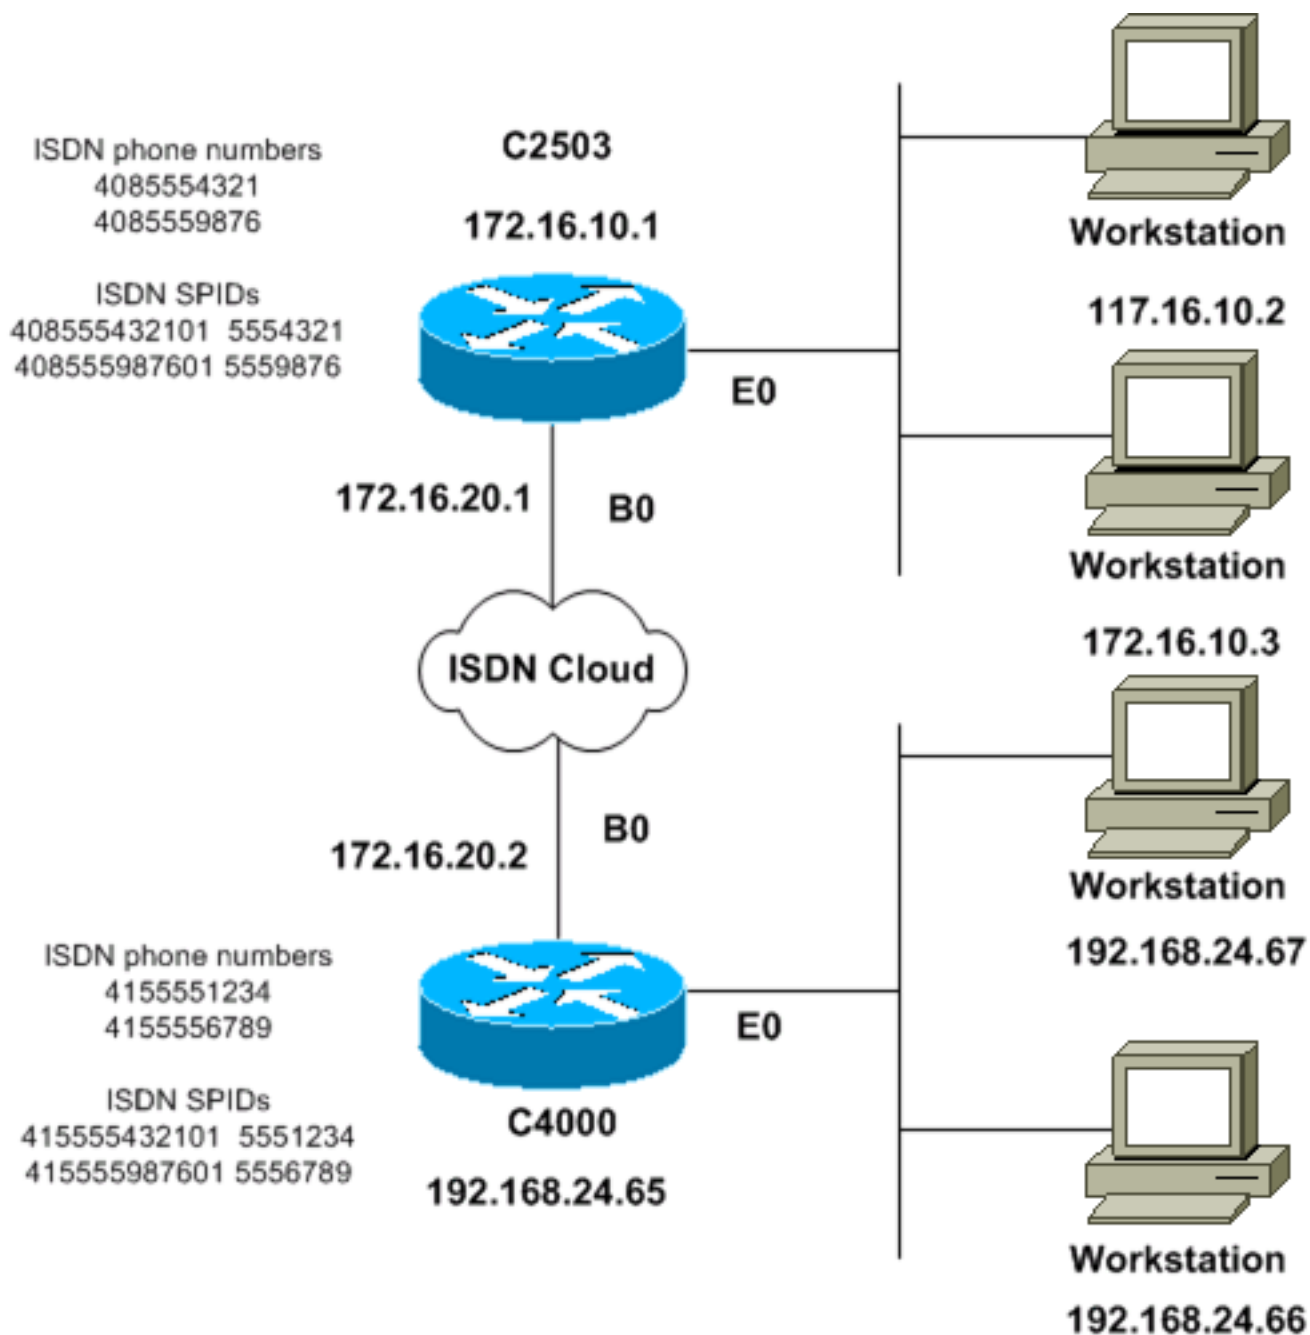 ISDN phone numbers
4085554321
4085559876
ISDN SPIDs
408555432101 5554321
408555987601 5559876
C2503
172.16.10.1
E0
172.16.20.1
B0
Workstation
117.16.10.2
Workstation
172.16.10.3
ISDN Cloud
B0
172.16.20.2
ISDN phone numbers
4155551234
4155556789
ISDN SPIDs
415555432101 5551234
415555987601 5556789
E0
C4000
192.168.24.65
Workstation
192.168.24.67
Workstation
192.168.24.66